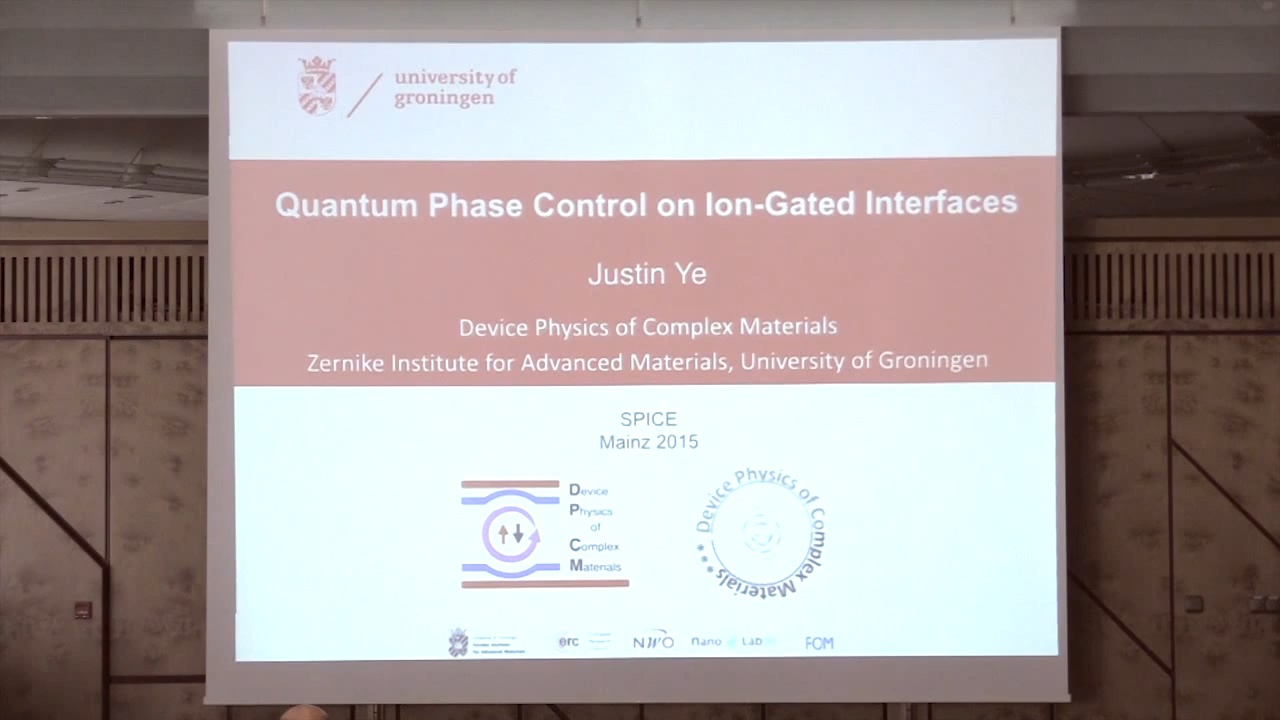 university of
groningen
Quantum Phase Control on Ion-Gated Interfaces
Justin Ye
Device Physics of Complex Materials
Zernike Institute for Advanced Materials, University of Groningen
SPICE
Mainz 2015
Device
Physics
of
Complex
Materials
Device Physics of Complex Materials
erc
NWO
nano Lab
FOM